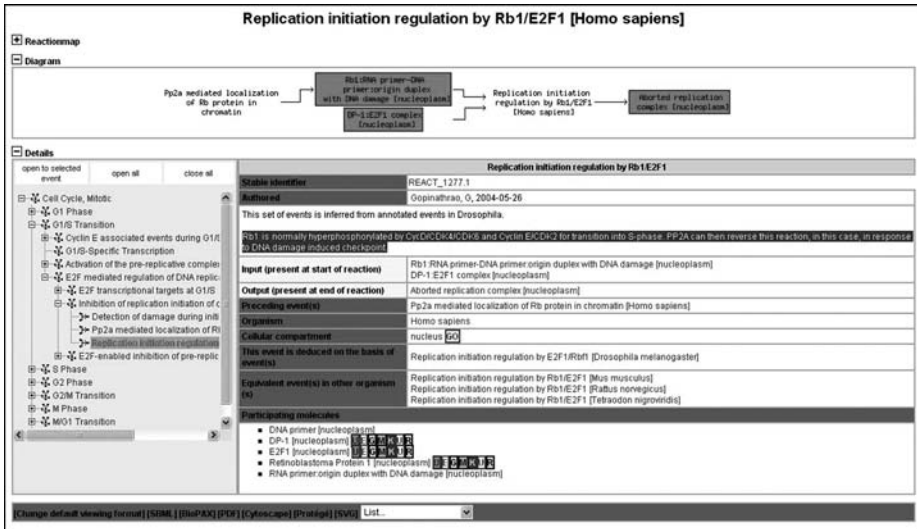 Replication initiation regulation by Rb1/E2F1 [Homo sapiens]
Reactionmap
Diagram
Pp2a mediated localization
of Rb protein in
chromatin
Rb1:RNA primer-DNA
primer:origin duplex
with DNA damage [nucleoplasm]
DP-1:E2F1 complex
[nucleoplasm]
Replication initiation
regulation by Rb1/E2F1
[Homo sapiens]
Aborted replication
complex [nucleoplasm]
Details
open to selected
event
open all
close all
Cell Cycle, Mitotic
G1 Phase
G1/S Transition
Cyclin E associated events during G1/S
G1/S-Specific Transcription
Activation of the pre-replicative complex
E2F mediated regulation of DNA replic
E2F transcriptional targets at G1/S
Inhibition of replication initiation of d
Detection of damage during initi
Pp2a mediated localization of Rb
Replication initiation regulation
E2F-enabled inhibition of pre-replic
S Phase
G2 Phase
G2/M Transition
M Phase
M/G1 Transition
Replication initiation regulation by Rb1/E2F1
Stable identifier
REACT_1277.1
Authored
Gopinathrao, G, 2004-05-26
This set of events is inferred from annotated events in Drosophila.
Rb1 is normally hyperphosphorylated by CycD/CDK4/CDK6 and Cyclin E/CDK2 for transition into S-phase. PP2A can then reverse this reaction, in this case, in response
to DNA damage induced checkpoint.
Input (present at start of reaction)
Rb1:RNA primer-DNA primer:origin duplex with DNA damage [nucleoplasm]
DP-1:E2F1 complex [nucleoplasm]
Output (present at end of reaction)
Aborted replication complex [nucleoplasm]
Preceding event(s)
Pp2a mediated localization of Rb protein in chromatin [Homo sapiens]
Organism
Homo sapiens
Cellular compartment
nucleus GO
This event is deduced on the basis of
event(s)
Replication initiation regulation by E2F1/Rbf1 [Drosophila melanogaster]
Equivalent event(s) in other organism
(s)
Replication initiation regulation by Rb1/E2F1 [Mus musculus]
Replication initiation regulation by Rb1/E2F1 [Rattus norvegicus]
Replication initiation regulation by Rb1/E2F1 [Tetraodon nigroviridis]
Participating molecules
DNA primer [nucleoplasm]
DP-1 [nucleoplasm] U E G M K U R
E2F1 [nucleoplasm] U E G M K U R
Retinoblastoma Protein 1 [nucleoplasm] U E G M K U R
RNA primer:origin duplex with DNA damage [nucleoplasm]
[Change default viewing format] [SBML] [BioPAX] [PDF] [Cytoscape] [Protégé] [SVG] List...